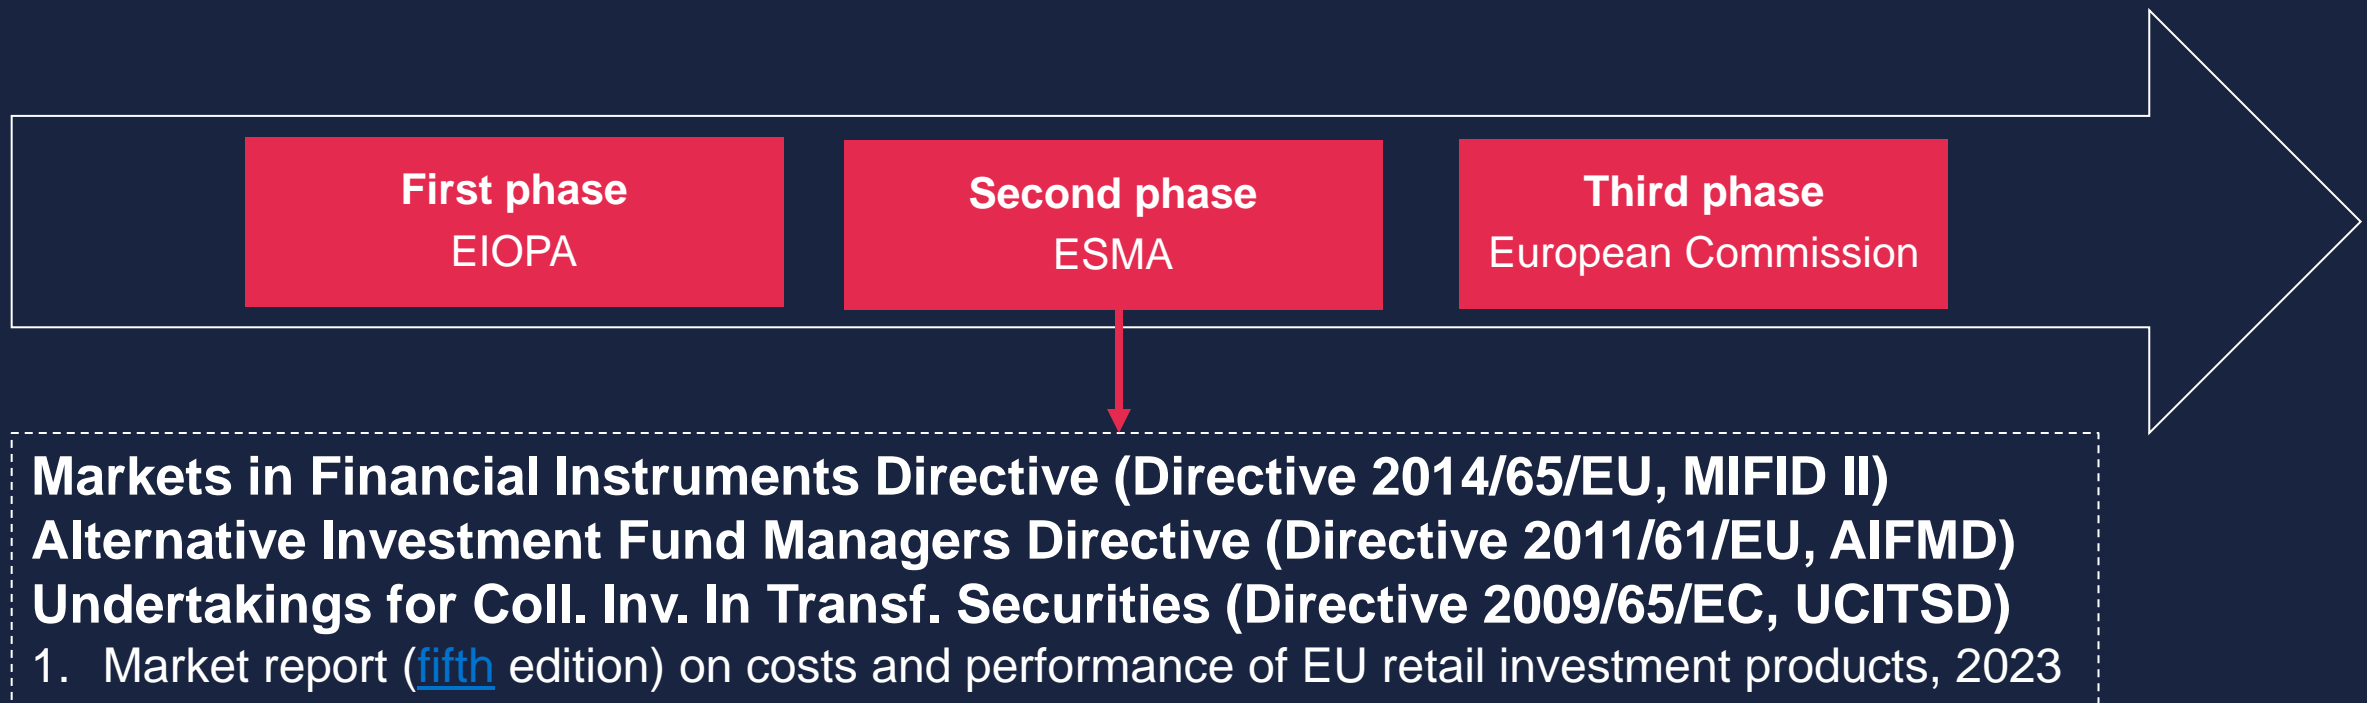 First phase
EIOPA
Second phase
ESMA
Third phase
European Commission
Markets in Financial Instruments Directive (Directive 2014/65/EU, MIFID II)
Alternative Investment Fund Managers Directive (Directive 2011/61/EU, AIFMD)
Undertakings for Coll. Inv. In Transf. Securities (Directive 2009/65/EC, UCITSD)
1. Market report (fifth edition) on costs and performance of EU retail investment products, 2023